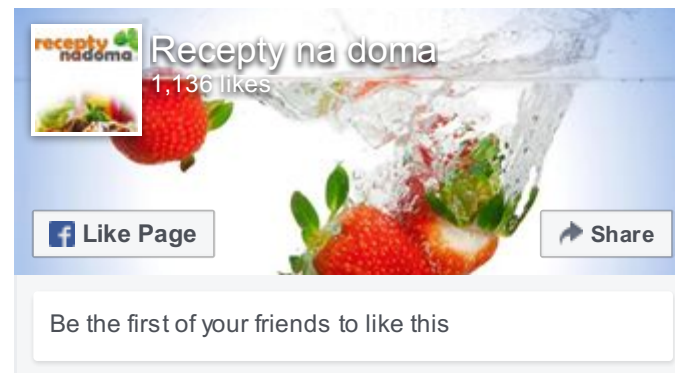 recepty
nadoma
Recepty na doma
1,136 likes
Like Page
Share
Be the first of your friends to like this